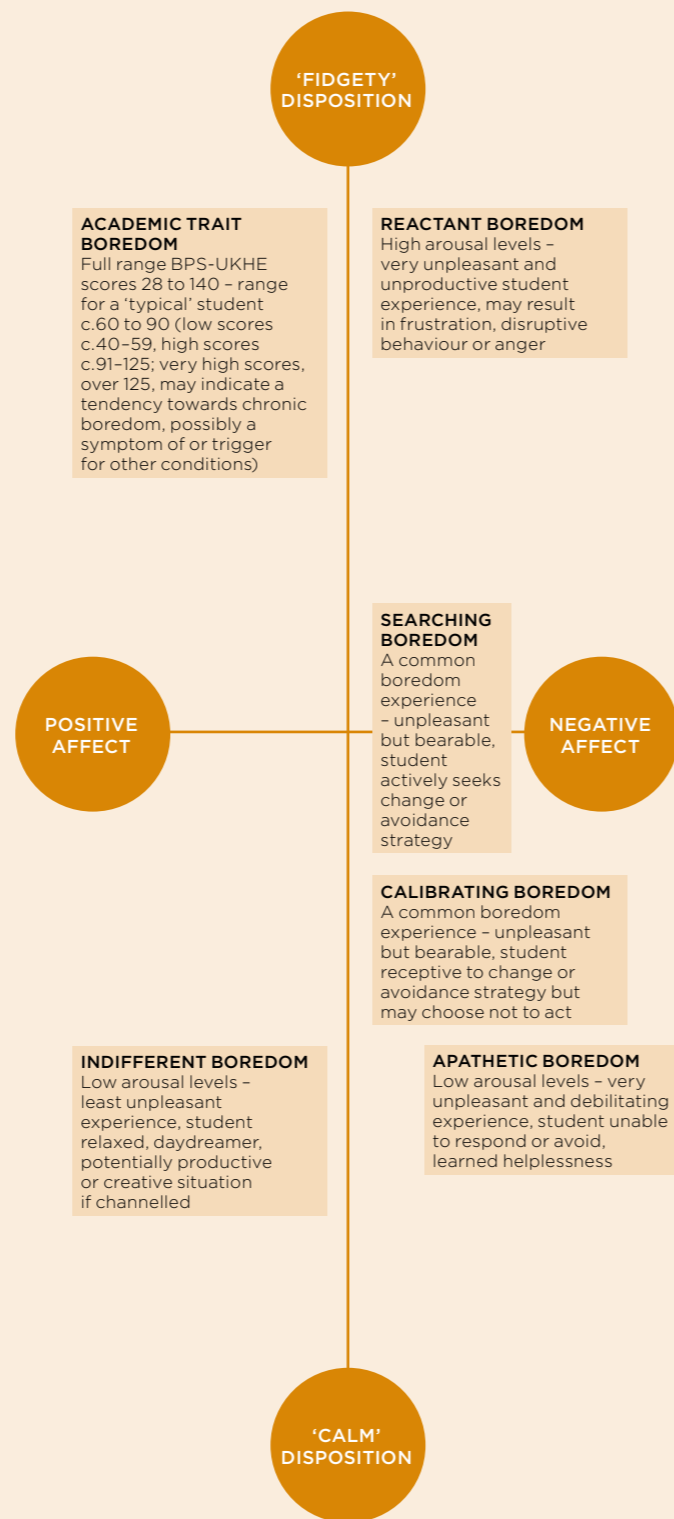 ‘FIDGETY’
DISPOSITION
ACADEMIC TRAIT
BOREDOM
Full range BPS-UKHE
scores 28 to 140 – range
for a ‘typical’ student
c.60 to 90 (low scores
c.40–59, high scores
c.91–125; very high scores,
over 125, may indicate a
tendency towards chronic
boredom, possibly a
symptom of or trigger
for other conditions)
REACTANT BOREDOM
High arousal levels –
very unpleasant and
unproductive student
experience, may result
in frustration, disruptive
behaviour or anger
POSITIVE
AFFECT
SEARCHING
BOREDOM
A common
boredom
experience
– unpleasant
but bearable,
student
actively seeks
change or
avoidance
strategy
NEGATIVE
AFFECT
CALIBRATING BOREDOM
A common boredom
experience – unpleasant
but bearable, student
receptive to change or
avoidance strategy but
may choose not to act
INDIFFERENT BOREDOM
Low arousal levels –
least unpleasant
experience, student
relaxed, daydreamer,
potentially productive
or creative situation
if channelled
APATHETIC BOREDOM
Low arousal levels – very
unpleasant and debilitating
experience, student unable
to respond or avoid,
learned helplessness
‘CALM’
DISPOSITION